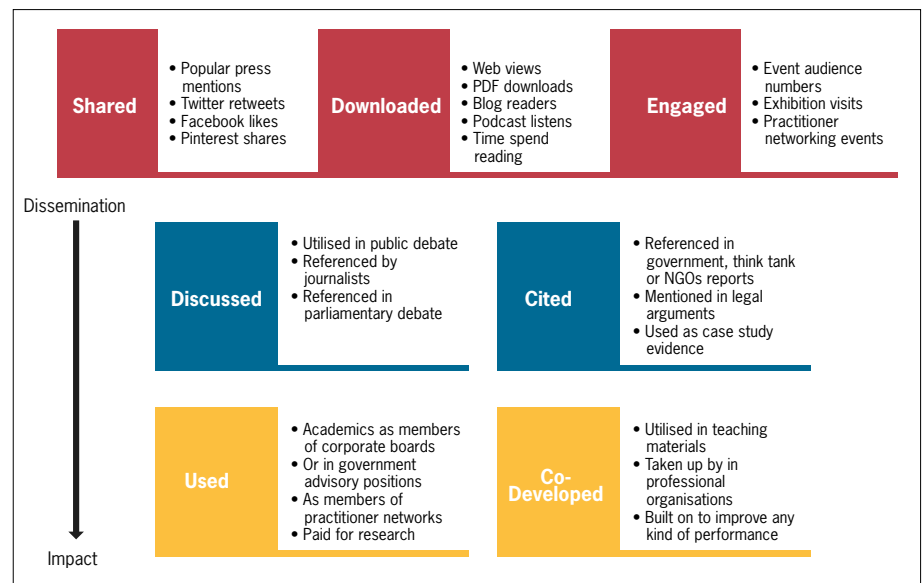 Shared
• Popular press
mentions
• Twitter retweets
• Facebook likes
• Pinterest shares
Downloaded
• Web views
• PDF downloads
• Blog readers
• Podcast listens
• Time spend
reading
Engaged
• Event audience
numbers
• Exhibition visits
• Practitioner
networking events
Dissemination
Discussed
• Utilised in public debate
• Referenced by
journalists
• Referenced in
parliamentary debate
Cited
• Referenced in
government, think tank
or NGOs reports
• Mentioned in legal
arguments
• Used as case study
evidence
Used
• Academics as members
of corporate boards
• Or in government
advisory positions
• As members of
practitioner networks
• Paid for research
Co-
Developed
• Utilised in teaching
materials
• Taken up by in
professional
organisations
• Built on to improve any
kind of performance
Impact